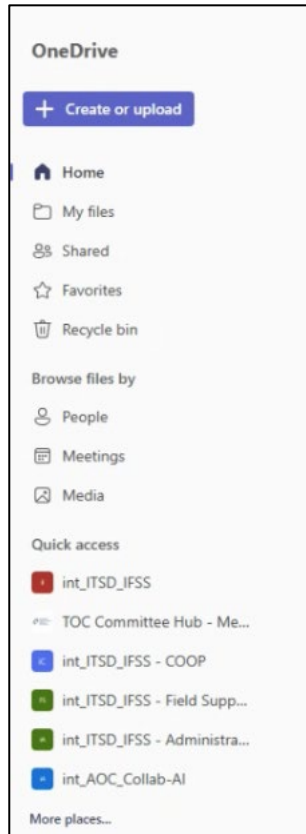 OneDrive
+ Create or upload
Home
My files
Shared
Favorites
Recycle bin
Browse files by
People
Meetings
Media
Quick access
int_ITSD_IFSS
TOC Committee Hub - Me...
int_ITSD_IFSS - COOP
int_ITSD_IFSS - Field Supp...
int_ITSD_IFSS - Administra...
int_AOC_Collab-AI
More places...